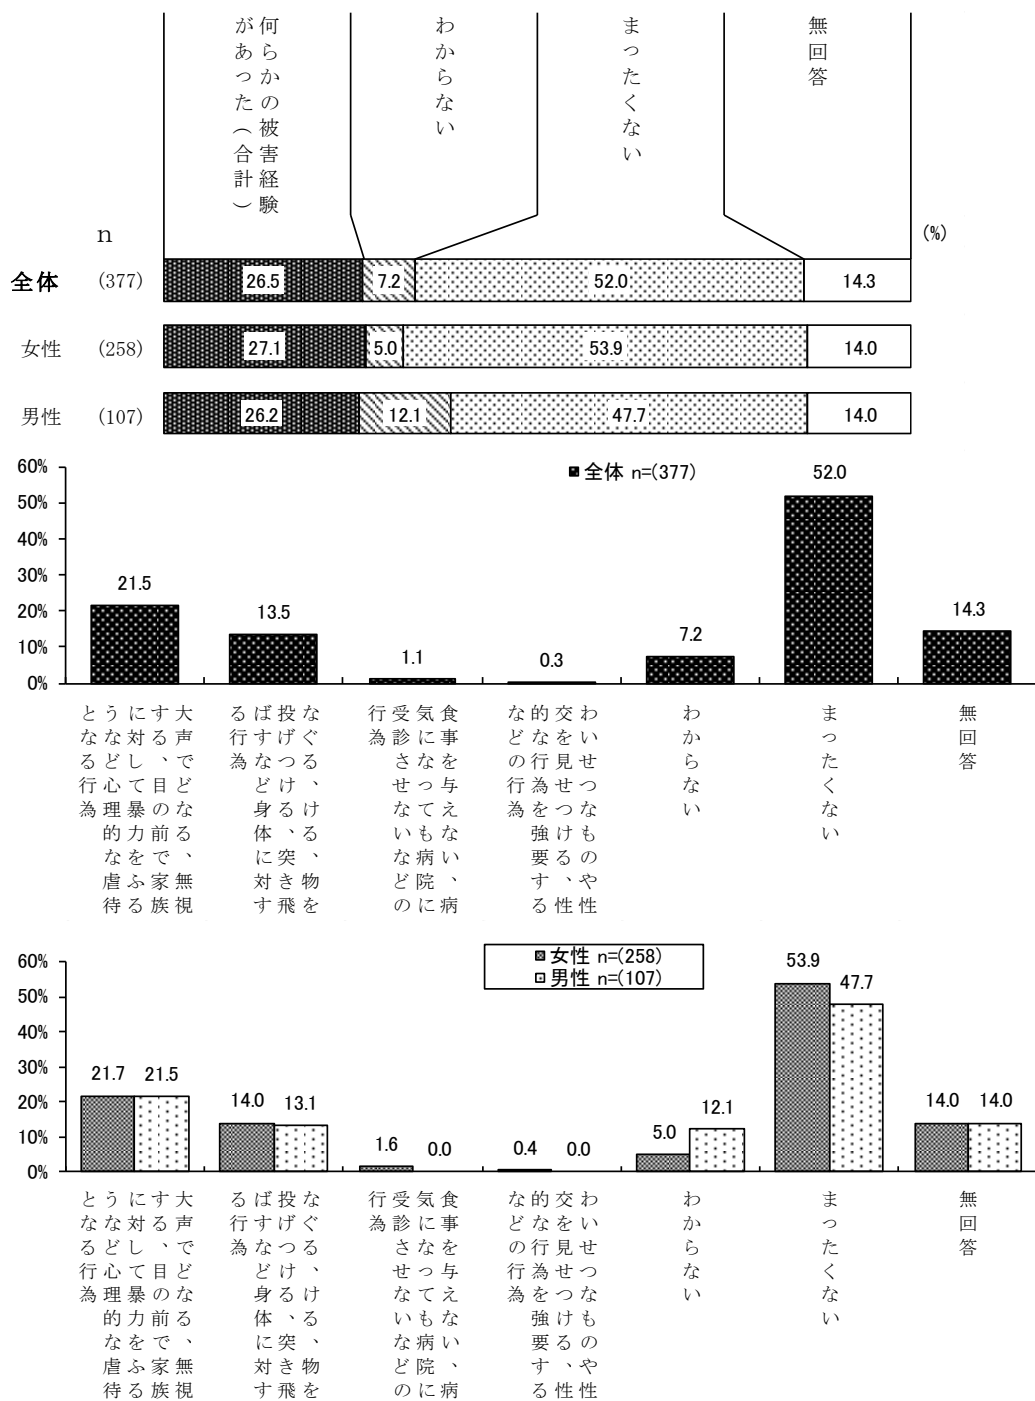 何らかの被害経験
があった（合計）
わからない
まったくない
無回答
n
(%)
全体 (377) 26.5 7.2 52.0 14.3
女性 (258) 27.1 5.0 53.9 14.0
男性 (107) 26.2 12.1 47.7 14.0
全体 n=(377)
60%
50%
40%
30%
20%
10%
0%
21.5
13.5
1.1
0.3
7.2
52.0
14.3
大声でどなる、無視
する、目の前で家族
に対して暴力をふる
うなど心理的な虐待
となる行為
なぐる、ける、物を
投げつける、突き飛
ばすなど身体に対す
る行為
食事を与えない、病
気になっても病院に
受診させないなどの
行為
わいせつなものや性
交を見せつける、性
的な行為を強要する
などの行為
わからない
まったくない
無回答
女性 n=(258)
男性 n=(107)
60%
50%
40%
30%
20%
10%
0%
21.7 21.5
14.0 13.1
1.6 0.0
0.4 0.0
5.0 12.1
53.9 47.7
14.0 14.0
大声でどなる、無視
する、目の前で家族
に対して暴力をふる
うなど心理的な虐待
となる行為
なぐる、ける、物を
投げつける、突き飛
ばすなど身体に対す
る行為
食事を与えない、病
気になっても病院に
受診させないなどの
行為
わいせつなものや性
交を見せつける、性
的な行為を強要する
などの行為
わからない
まったくない
無回答